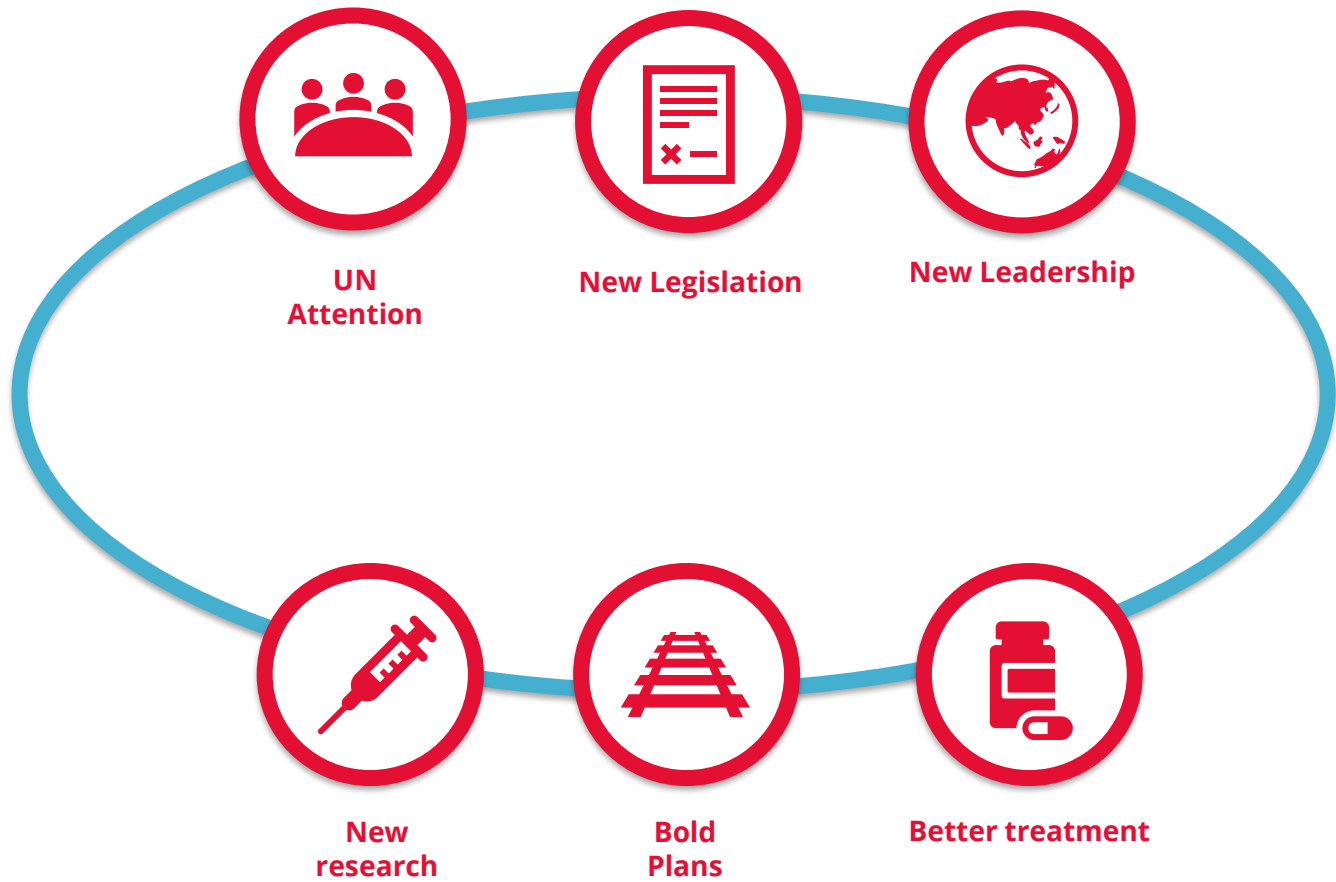 UN
Attention
New Legislation
New Leadership
New
research
Bold
Plans
Better treatment